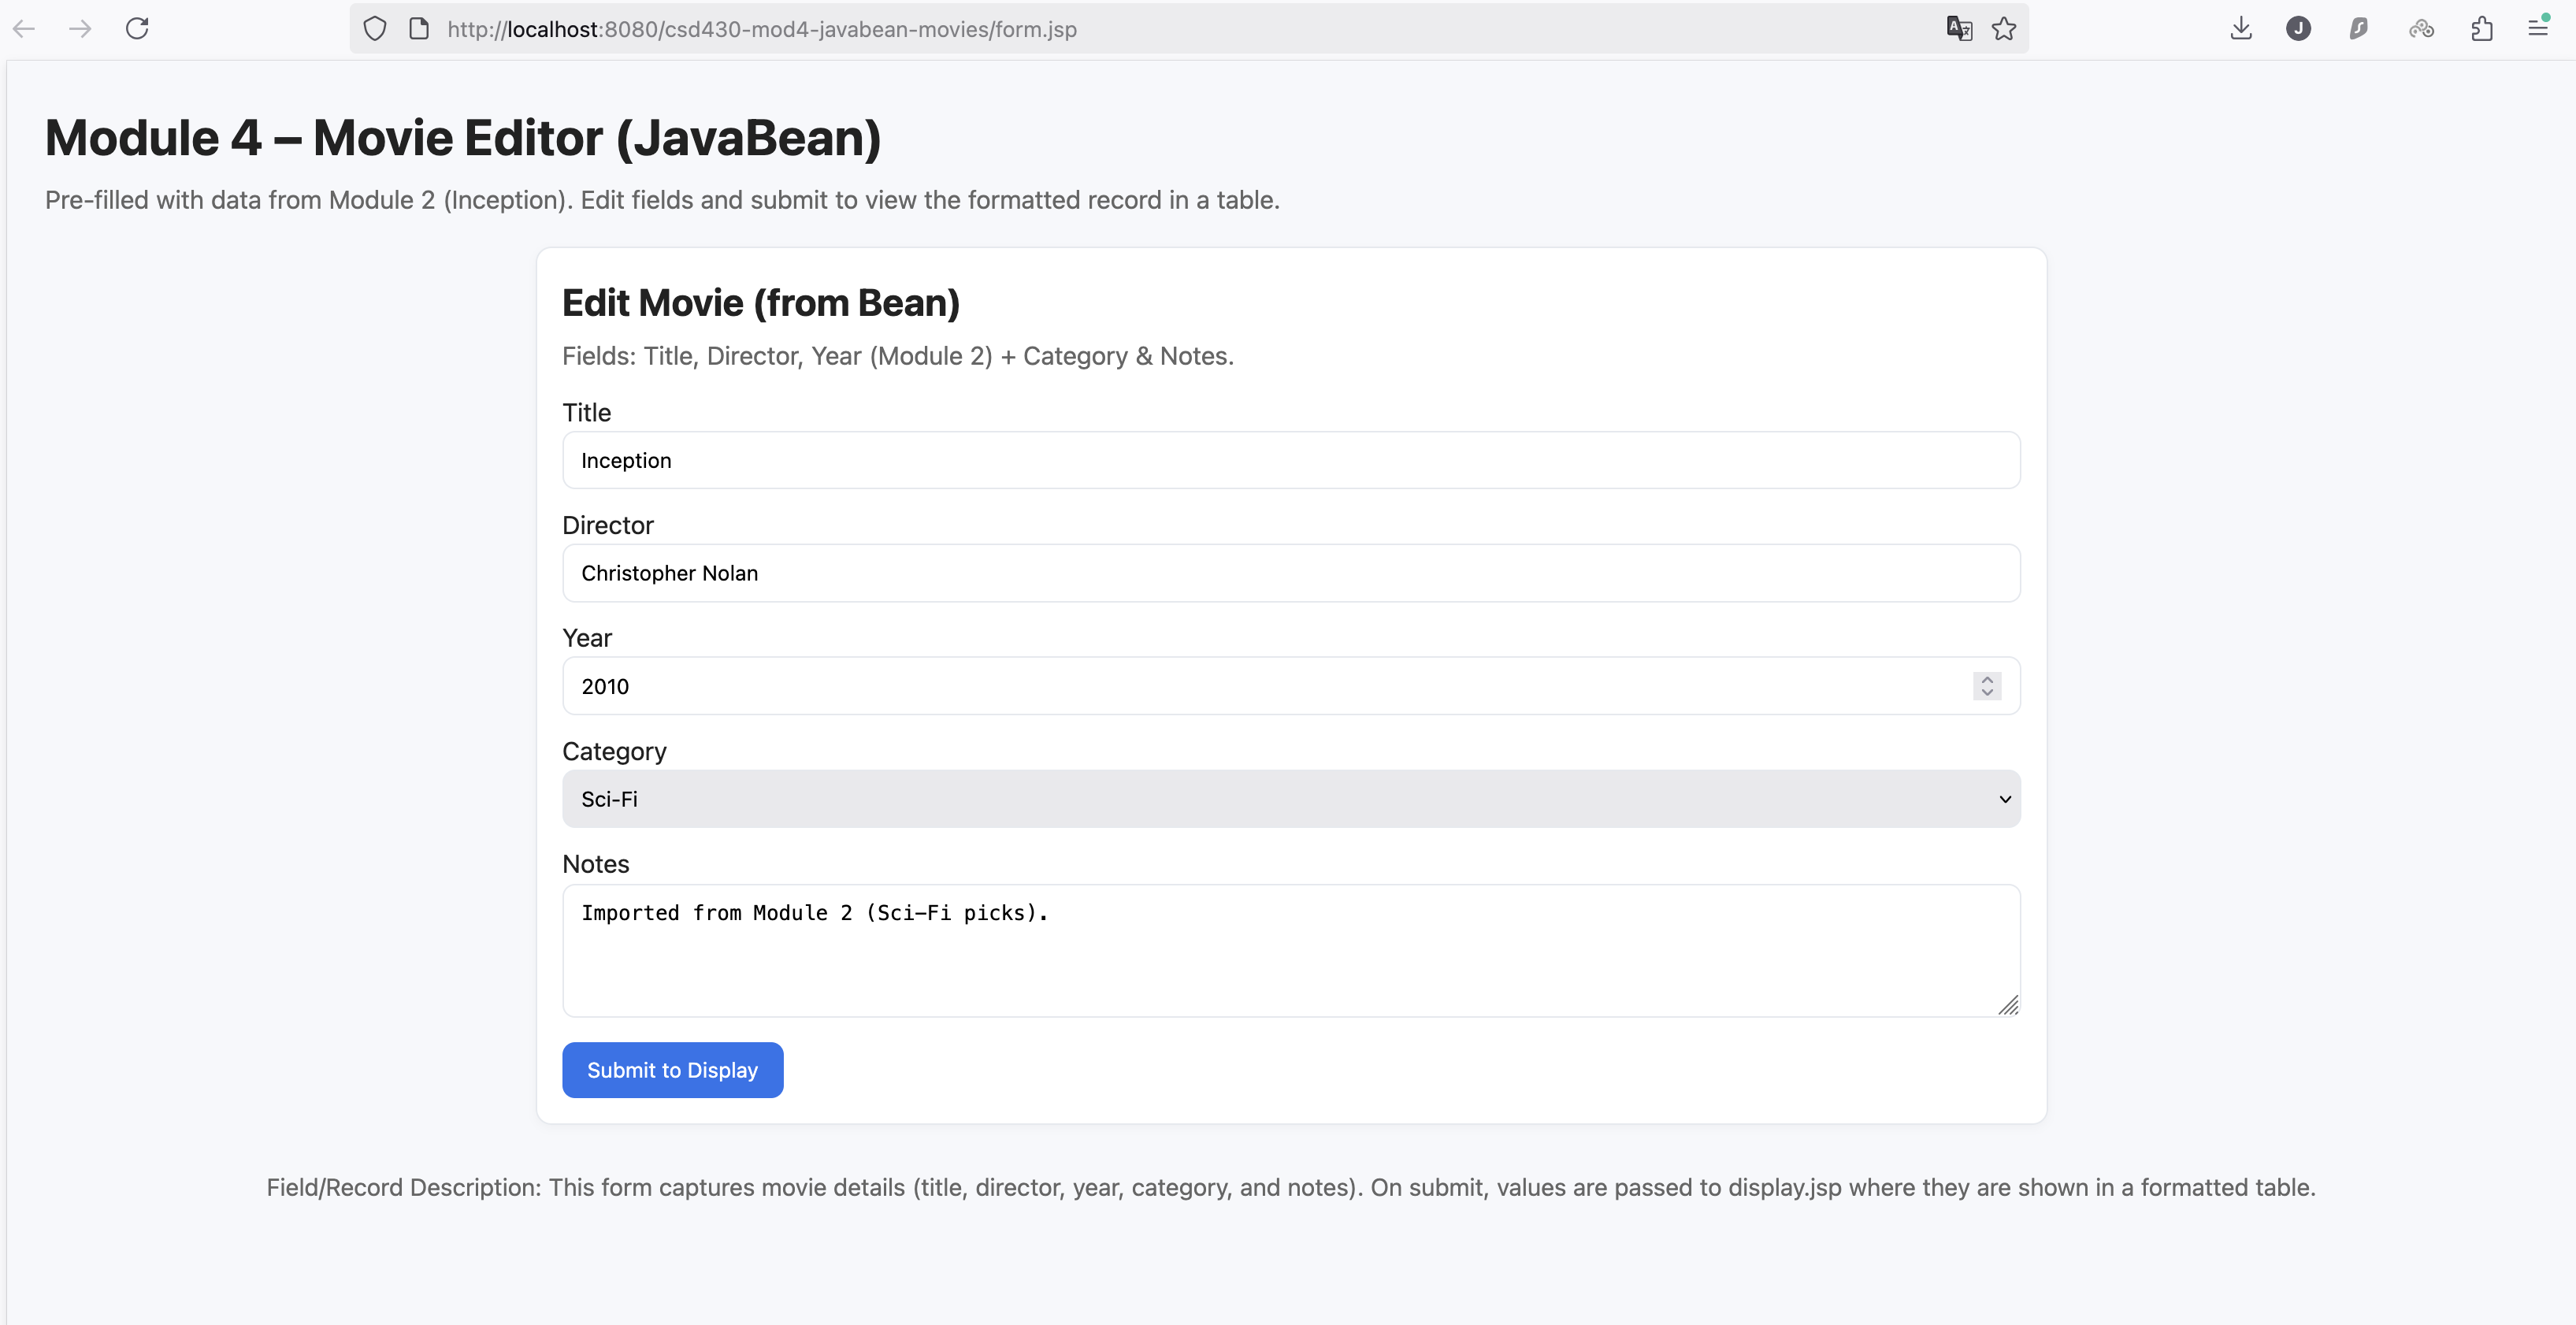 http://localhost:8080/csd430-mod4-javabean-movies/form.jsp
J
Module 4 – Movie Editor (JavaBean)
Pre-filled with data from Module 2 (Inception). Edit fields and submit to view the formatted record in a table.
Edit Movie (from Bean)
Fields: Title, Director, Year (Module 2) + Category & Notes.
Title
Inception
Director
Christopher Nolan
Year
2010
Category
Sci-Fi
Notes
Imported from Module 2 (Sci-Fi picks).
Submit to Display
Field/Record Description: This form captures movie details (title, director, year, category, and notes). On submit, values are passed to display.jsp where they are shown in a formatted table.